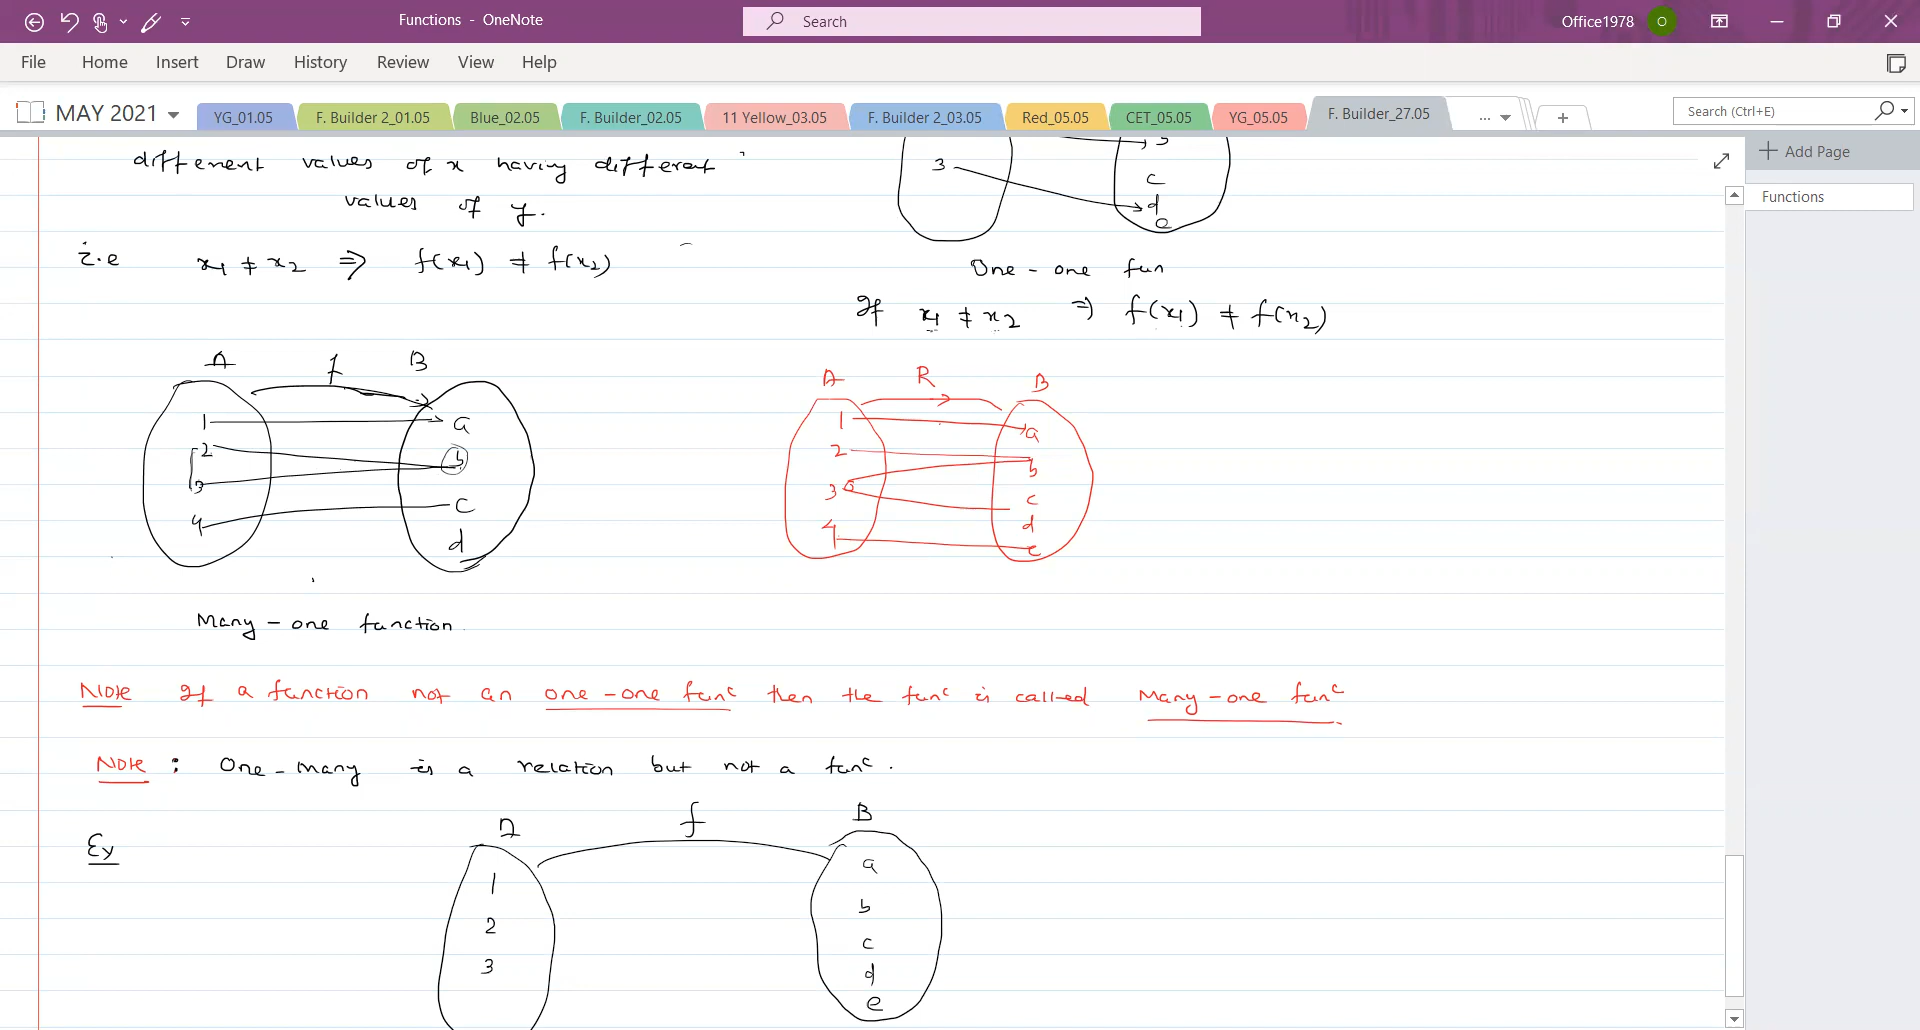 Functions - OneNote
Search
Office1978
O
File Home Insert Draw History Review View Help
MAY 2021
YG_01.05
F. Builder 2_01.05
Blue_02.05
F. Builder_02.05
11 Yellow_03.05
F. Builder 2_03.05
Red_05.05
CET_05.05
YG_05.05
F. Builder_27.05
...
Search (Ctrl+E)
Add Page
Functions
different values of x having different
values of y.
i.e x1 ≠ x2 ⇒ f(x1) ≠ f(x2)
3
c
d
e
One - one fun
If x1 ≠ x2 ⇒ f(x1) ≠ f(x2)
A f B
1 a
2 b
3
4 c
d
Many - one function
A R B
1 a
2 b
3 c
d
4 e
Note If a function not an one-one func then the func is called Many-one func
Note : One-many is a relation but not a func.
Ex
f B
1 a
2 b
3 c
d
e